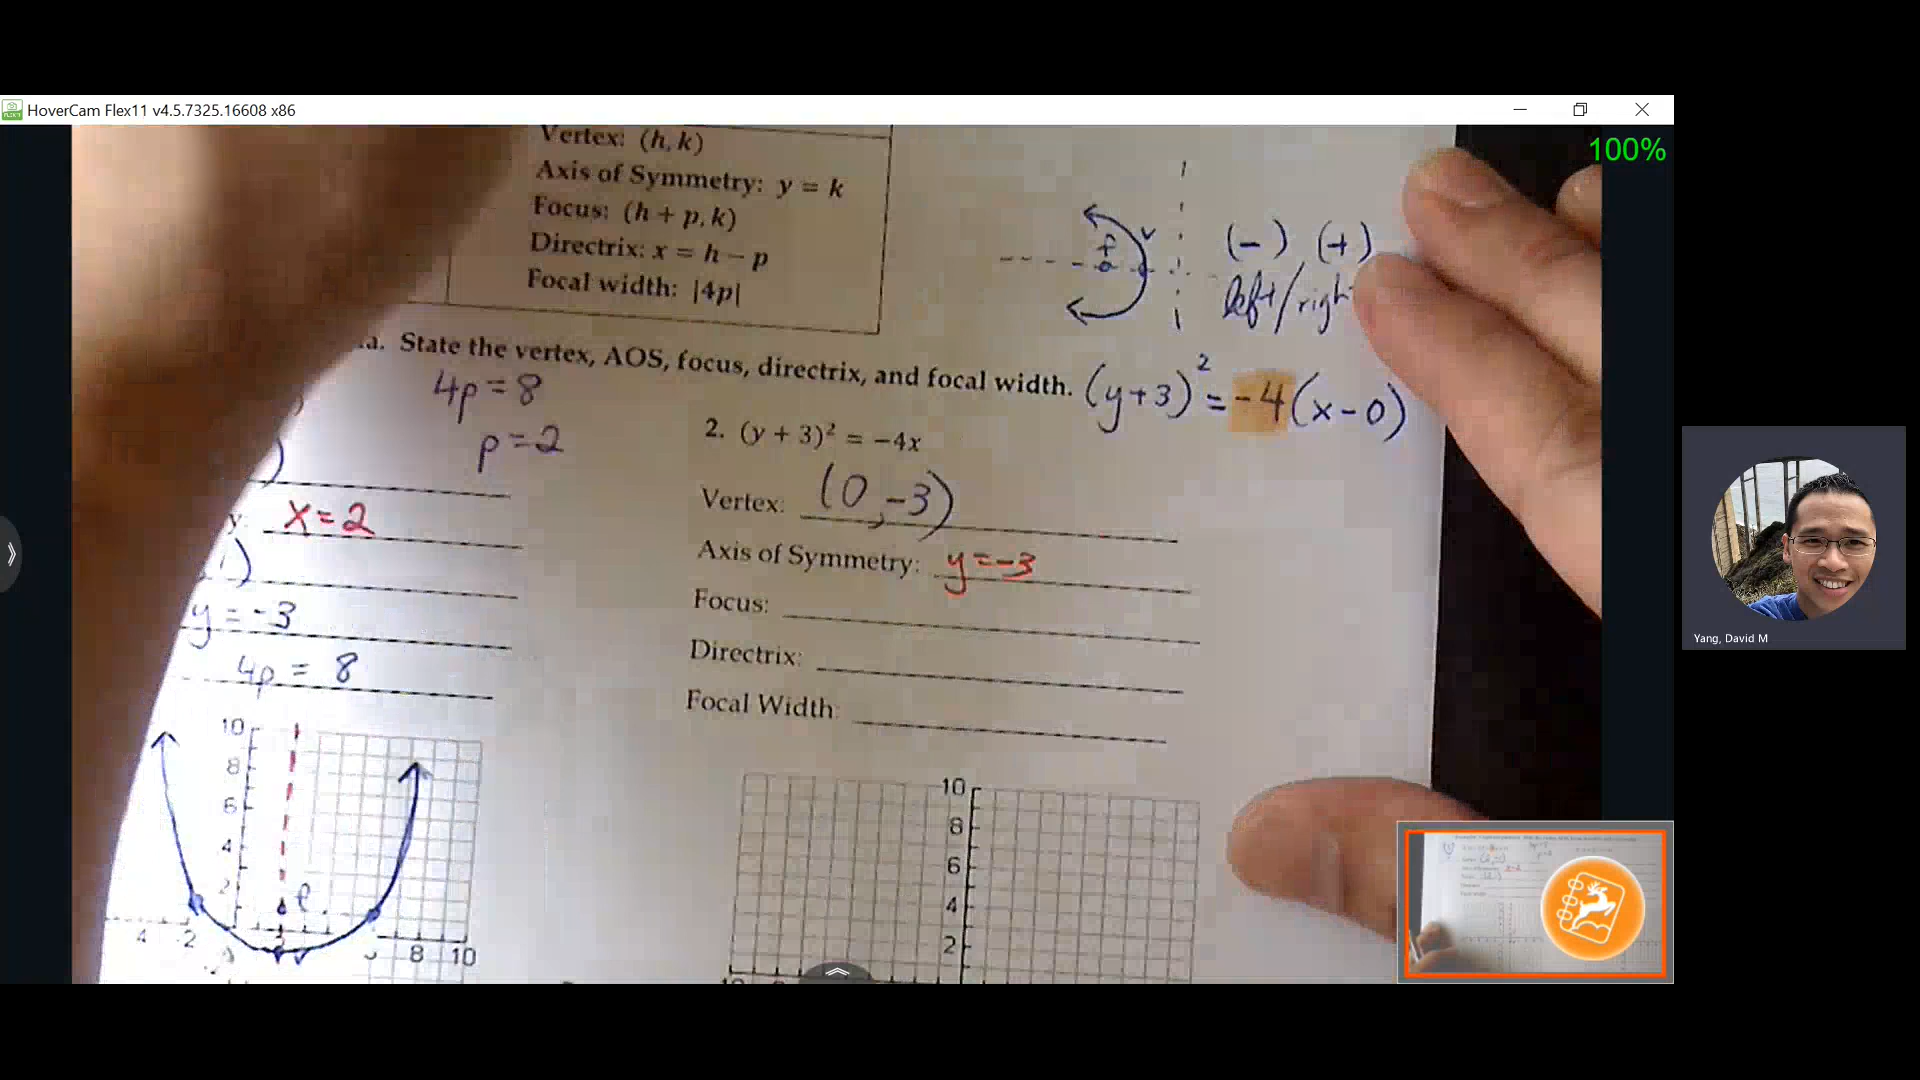 HoverCam Flex11 v4.5.7325.16608 x86
100%
Vertex: (h, k)
Axis of Symmetry: y = k
Focus: (h + p, k)
Directrix: x = h − p
Focal width: |4p|
f v
(-) (+)
left/right
a. State the vertex, AOS, focus, directrix, and focal width.
(y+3)² = -4(x-0)
4p = 8
p = 2
2. (y + 3)² = −4x
Vertex: (0, -3)
Axis of Symmetry: y = -3
Focus:
Directrix:
Focal Width:
y: x = 2
y = -3
4p = 8
10
8
6
4
2
4 2 8 10
f
10
8
6
4
2
Yang, David M